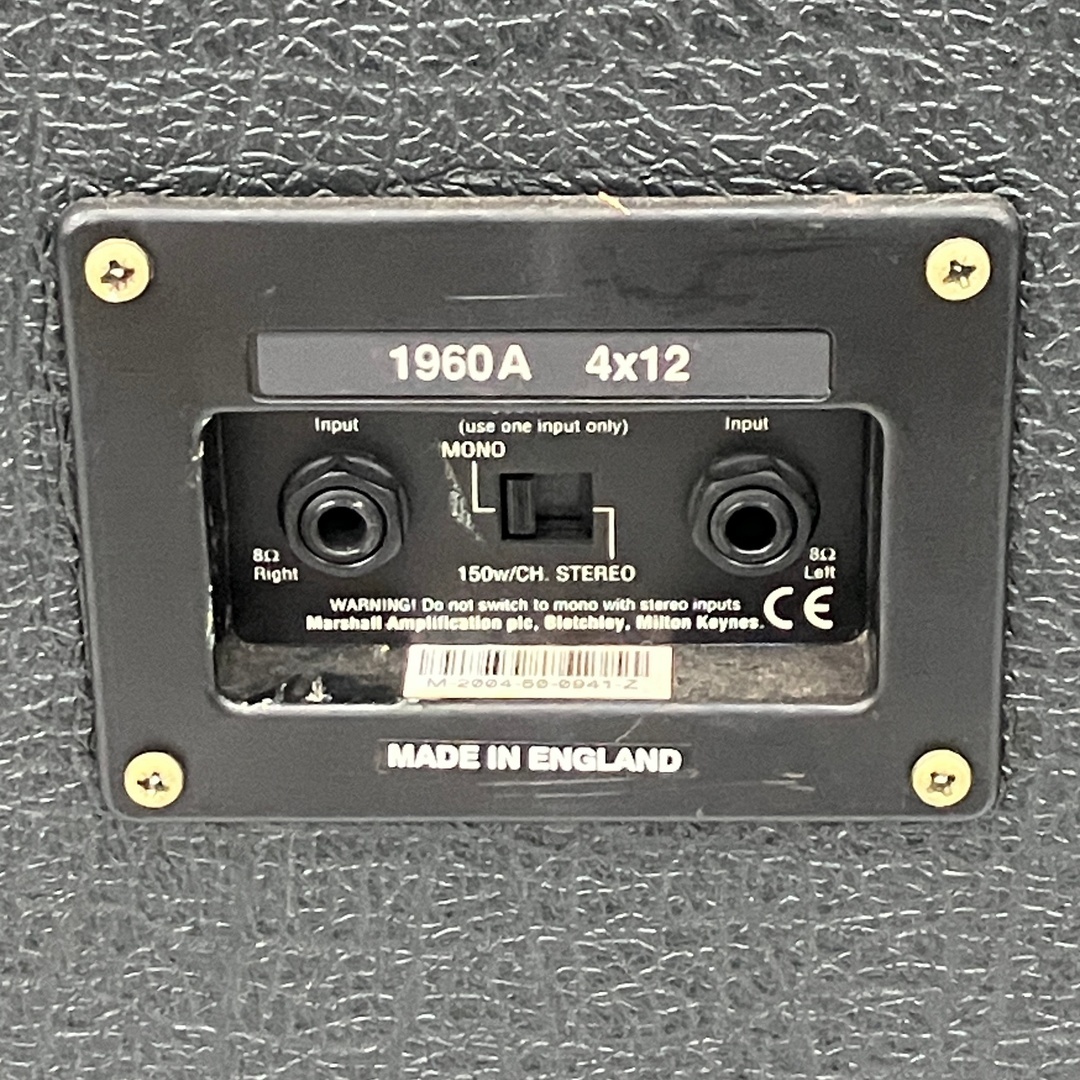 1960A 4x12
Input (use one input only) Input
MONO
8Ω 8Ω
Right Left
150w/CH. STEREO
WARNING! Do not switch to mono with stereo inputs
Marshall Amplification plc, Bletchley, Milton Keynes. CE
M-2004-50-0941-Z
MADE IN ENGLAND